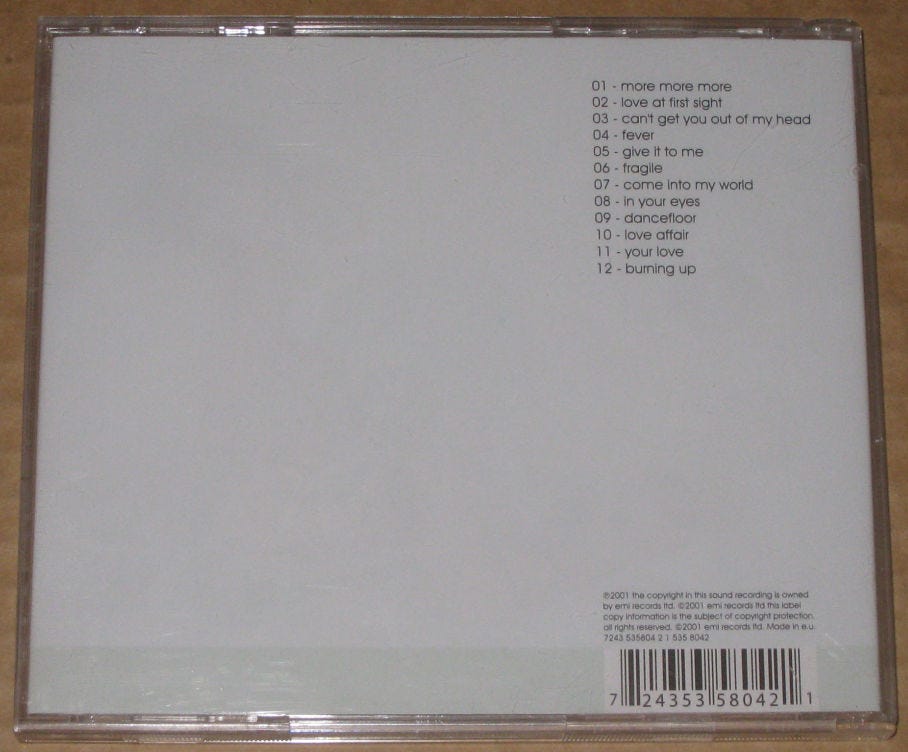 01 - more more more
02 - love at first sight
03 - can't get you out of my head
04 - fever
05 - give it to me
06 - fragile
07 - come into my world
08 - in your eyes
09 - dancefloor
10 - love affair
11 - your love
12 - burning up
℗2001 the copyright in this sound recording is owned
by emi records ltd. ©2001 emi records ltd this label
copy information is the subject of copyright protection.
all rights reserved. ©2001 emi records ltd. Made in e.u.
7243 535804 2 1 535 8042
7 24353 58042 1